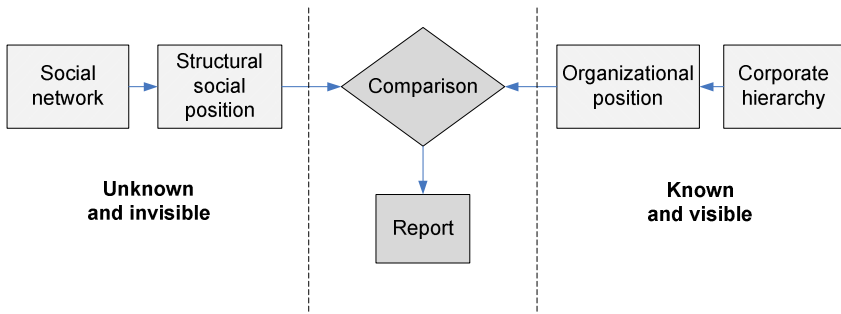 Social
network
Structural
social
position
Comparison
Organizational
position
Corporate
hierarchy
Unknown
and invisible
Report
Known
and visible